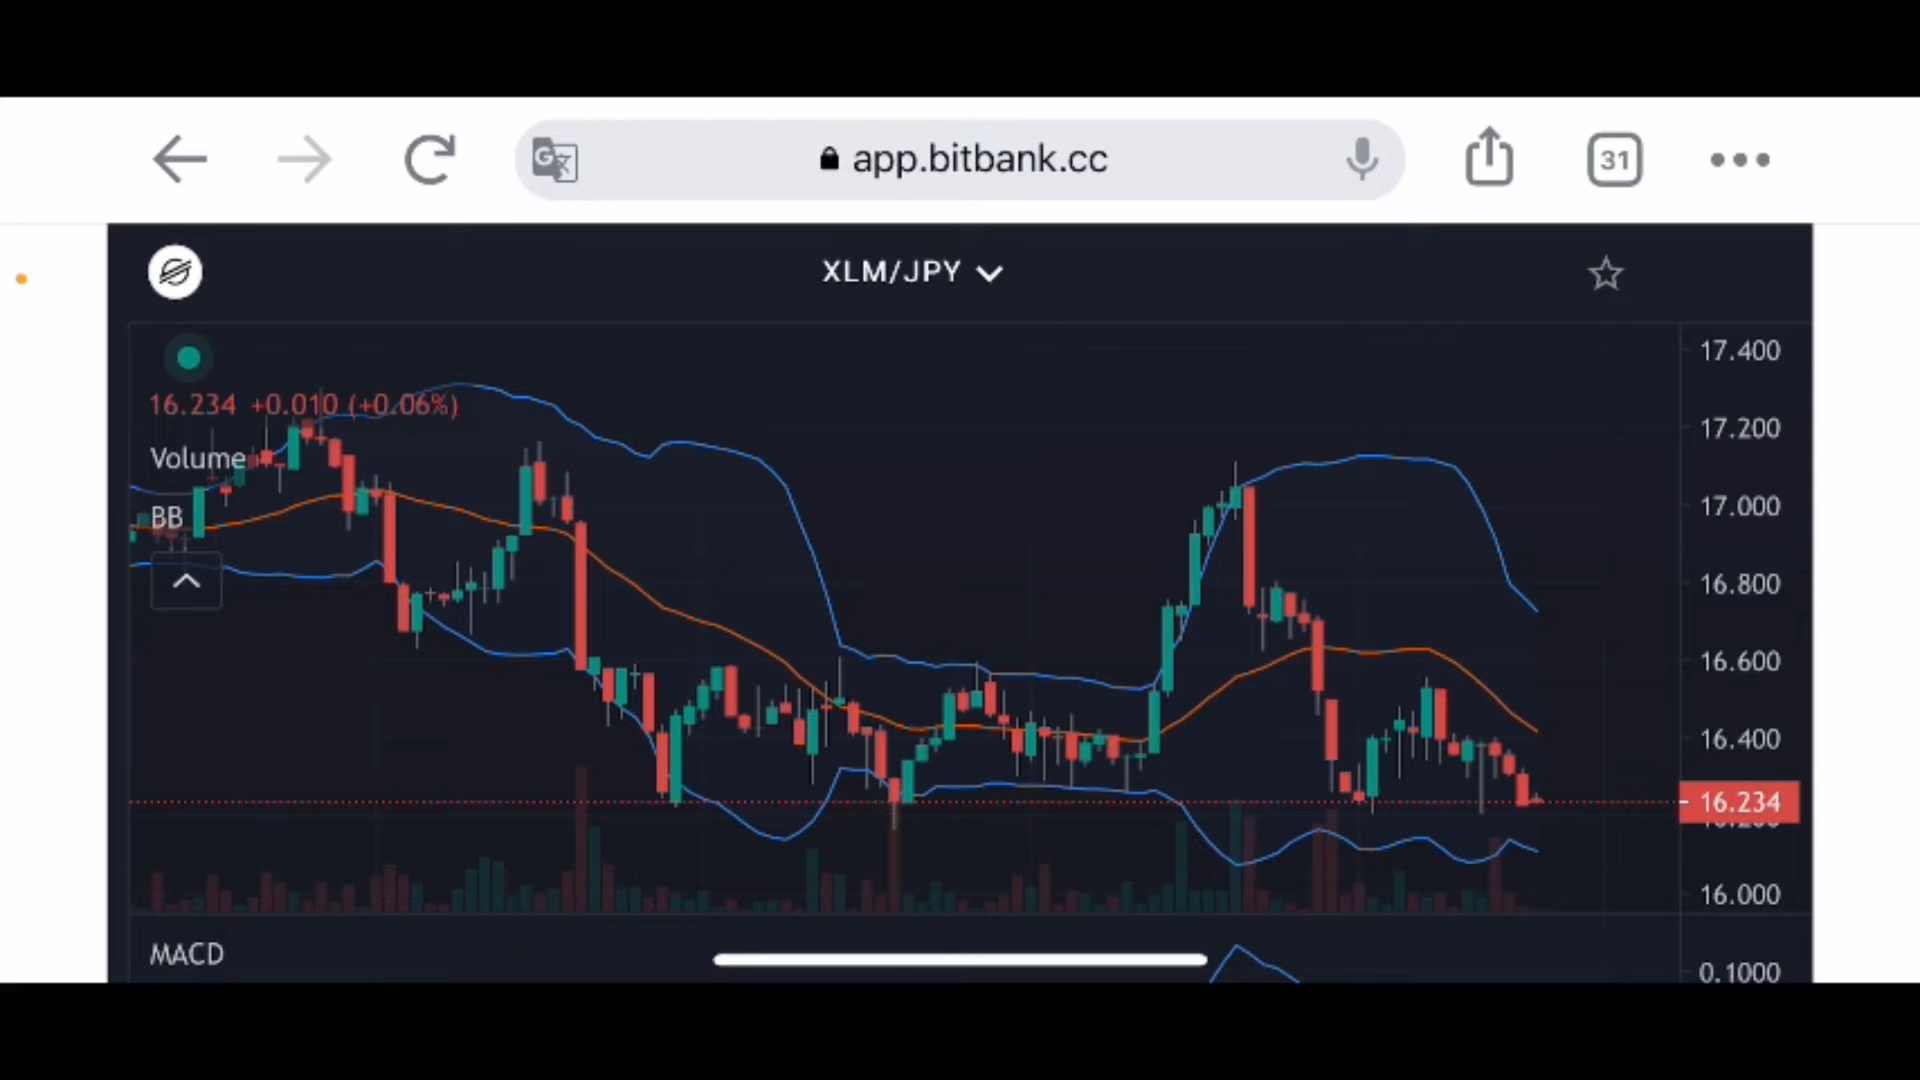 app.bitbank.cc
31
XLM/JPY
16.234 +0.010 (+0.06%)
Volume
BB
17.400
17.200
17.000
16.800
16.600
16.400
16.234
16.000
MACD
0.1000